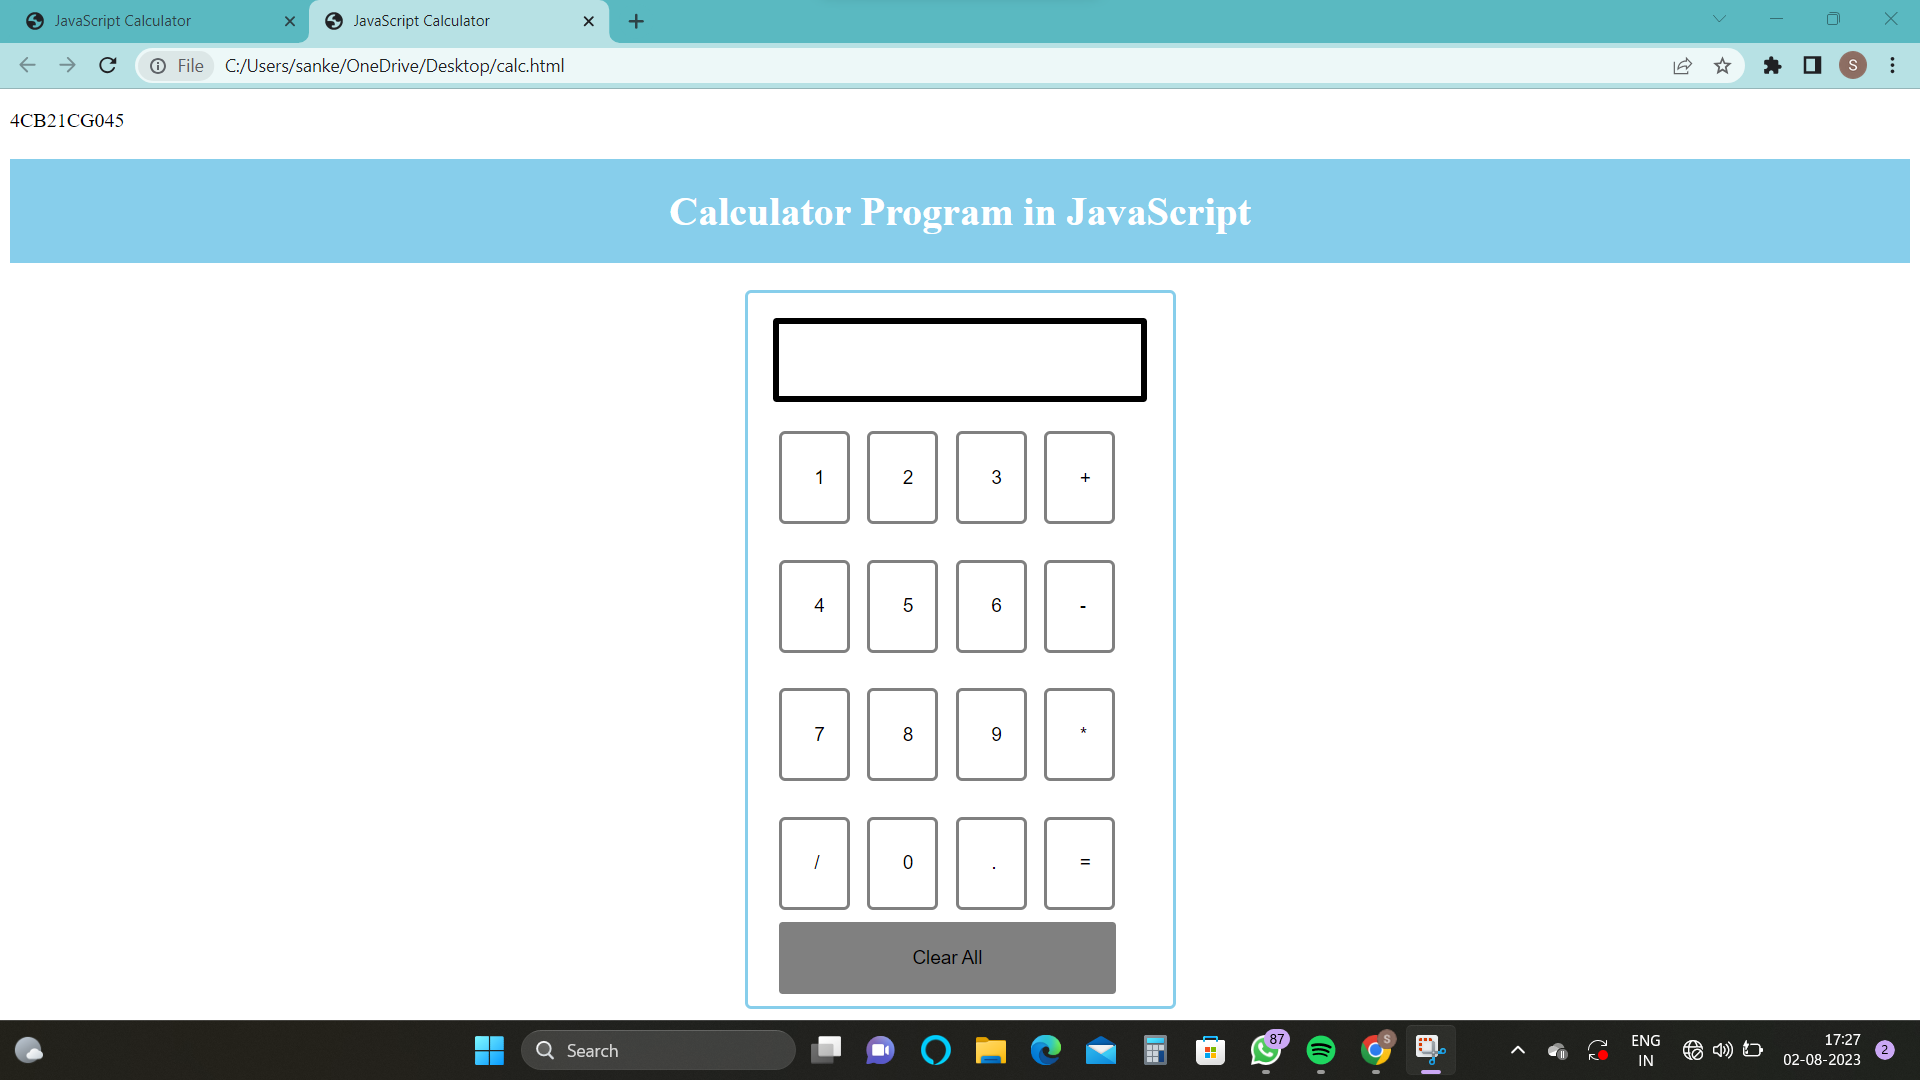 JavaScript Calculator
JavaScript Calculator
File C:/Users/sanke/OneDrive/Desktop/calc.html
S
4CB21CG045
Calculator Program in JavaScript
1 2 3 +
4 5 6 -
7 8 9 *
/ 0 . =
Clear All
Search
87
S
ENG
IN
17:27
02-08-2023
2